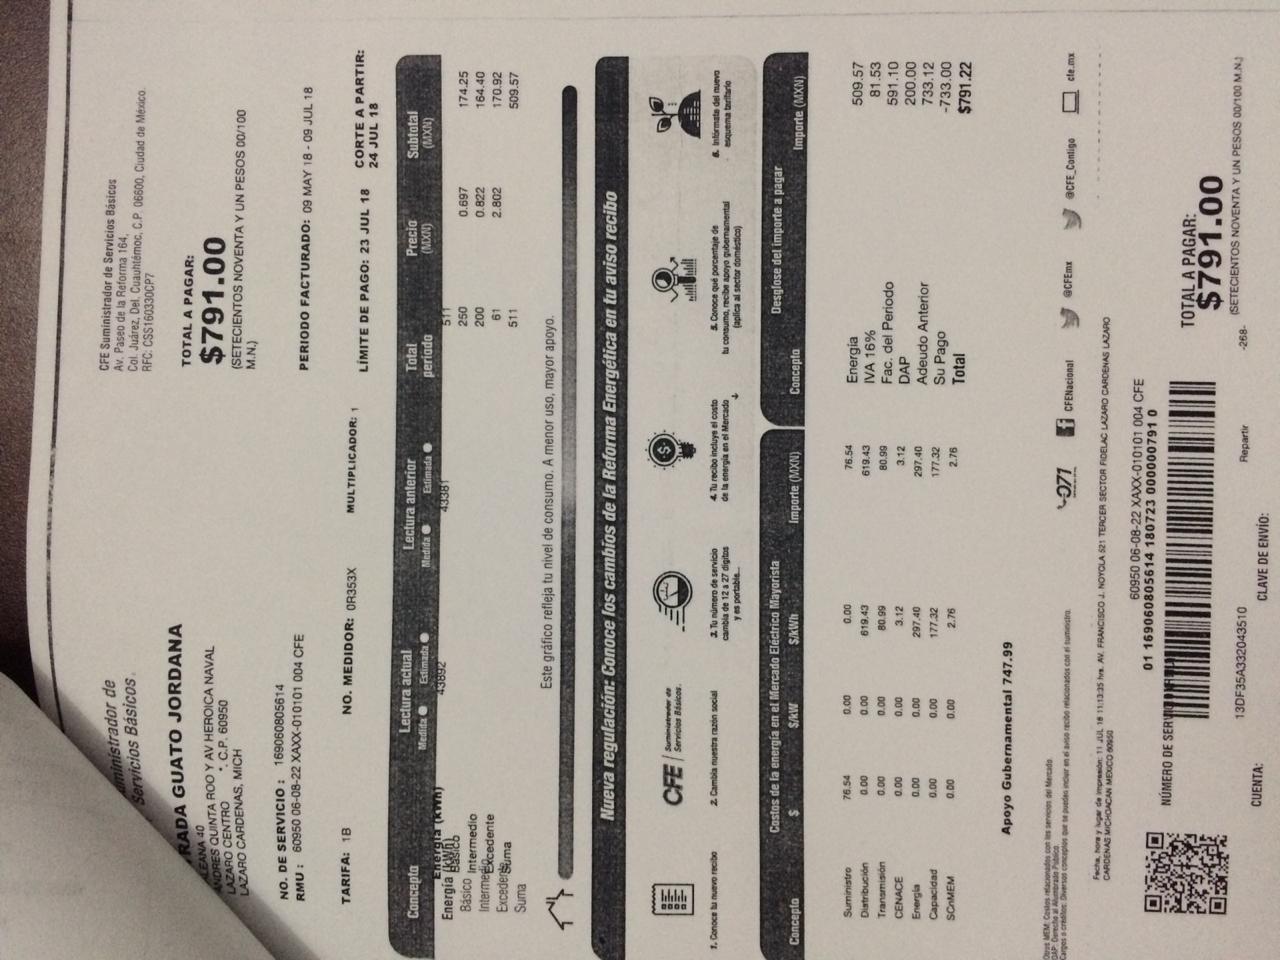 uministrador de
Servicios Básicos
CFE Suministrador de Servicios Básicos
Av. Paseo de la Reforma 164,
Col. Juárez, Del. Cuauhtémoc, C.P. 06600, Ciudad de México.
RFC: CSS160330CP7
RADA GUATO JORDANA
ALEANA 40
ANDRES QUINTA ROO Y AV HEROICA NAVAL
LAZARO CENTRO *. C.P. 60950
LAZARO CARDENAS, MICH
TOTAL A PAGAR:
$791.00
(SETECIENTOS NOVENTA Y UN PESOS 00/100
M.N.)
NO. DE SERVICIO : 169060805614
RMU : 60950 06-08-22 XAXX-010101 004 CFE
PERIODO FACTURADO: 09 MAY 18 - 09 JUL 18
TARIFA: 1B NO. MEDIDOR: 0R353X MULTIPLICADOR: 1
LÍMITE DE PAGO: 23 JUL 18 CORTE A PARTIR:
24 JUL 18
Concepto Lectura actual Lectura anterior Total Precio Subtotal
Medida Estimada Medida Estimada periodo (MXN) (MXN)
Energía (kWh)
Energía (kWh) 43892 43381 511
Básico
Básico 250 0.697 174.25
Intermedio
Intermedio 200 0.822 164.40
Excedente
Excedente 61 2.802 170.92
Suma
Suma 511 509.57
Este gráfico refleja tu nivel de consumo. A menor uso, mayor apoyo.
Nueva regulación: Conoce los cambios de la Reforma Energética en tu aviso recibo
CFE Suministrador de
Servicios Básicos.
1. Conoce tu nuevo recibo
2. Cambia nuestra razón social
3. Tu número de servicio
cambia de 12 a 27 dígitos
y es portable...
4. Tu recibo incluye el costo
de la energía en el Mercado
5. Conoce qué porcentaje de
tu consumo, recibe apoyo gubernamental
(aplica al sector doméstico)
6. Infórmate del nuevo
esquema tarifario
Costos de la energía en el Mercado Eléctrico Mayorista
Concepto $ $/kW $/kWh Importe (MXN)
Suministro 76.54 0.00 0.00 76.54
Distribución 0.00 0.00 619.43 619.43
Transmisión 0.00 0.00 80.99 80.99
CENACE 0.00 0.00 3.12 3.12
Energía 0.00 0.00 297.40 297.40
Capacidad 0.00 0.00 177.32 177.32
SCnMEM 0.00 0.00 2.76 2.76
Desglose del importe a pagar
Concepto Importe (MXN)
Energía 509.57
IVA 16% 81.53
Fac. del Periodo 591.10
DAP 200.00
Adeudo Anterior 733.12
Su Pago -733.00
Total $791.22
Apoyo Gubernamental 747.99
Otros MEM: Costos relacionados con los servicios del Mercado.
DAP: Derecho al Alumbrado Público.
Cargos o créditos: Diversos conceptos que se pueden incluir en el aviso recibo relacionados con el suministro.
071 CFENacional @CFEmx @CFE_Contigo cfe.mx
Fecha, hora y lugar de impresión: 11 JUL 18 11:13:35 hrs. AV. FRANCISCO J. NOYOLA 521 TERCER SECTOR FIDELAC LAZARO CARDENAS LAZARO
CARDENAS MICHOACAN MEXICO 60950
60950 06-08-22 XAXX-010101 004 CFE
01 169060805614 180723 000000791 0
NÚMERO DE SERV
TOTAL A PAGAR:
$791.00
(SETECIENTOS NOVENTA Y UN PESOS 00/100 M.N.)
13DF35A332043510 Repartir -268-
CUENTA: CLAVE DE ENVÍO: